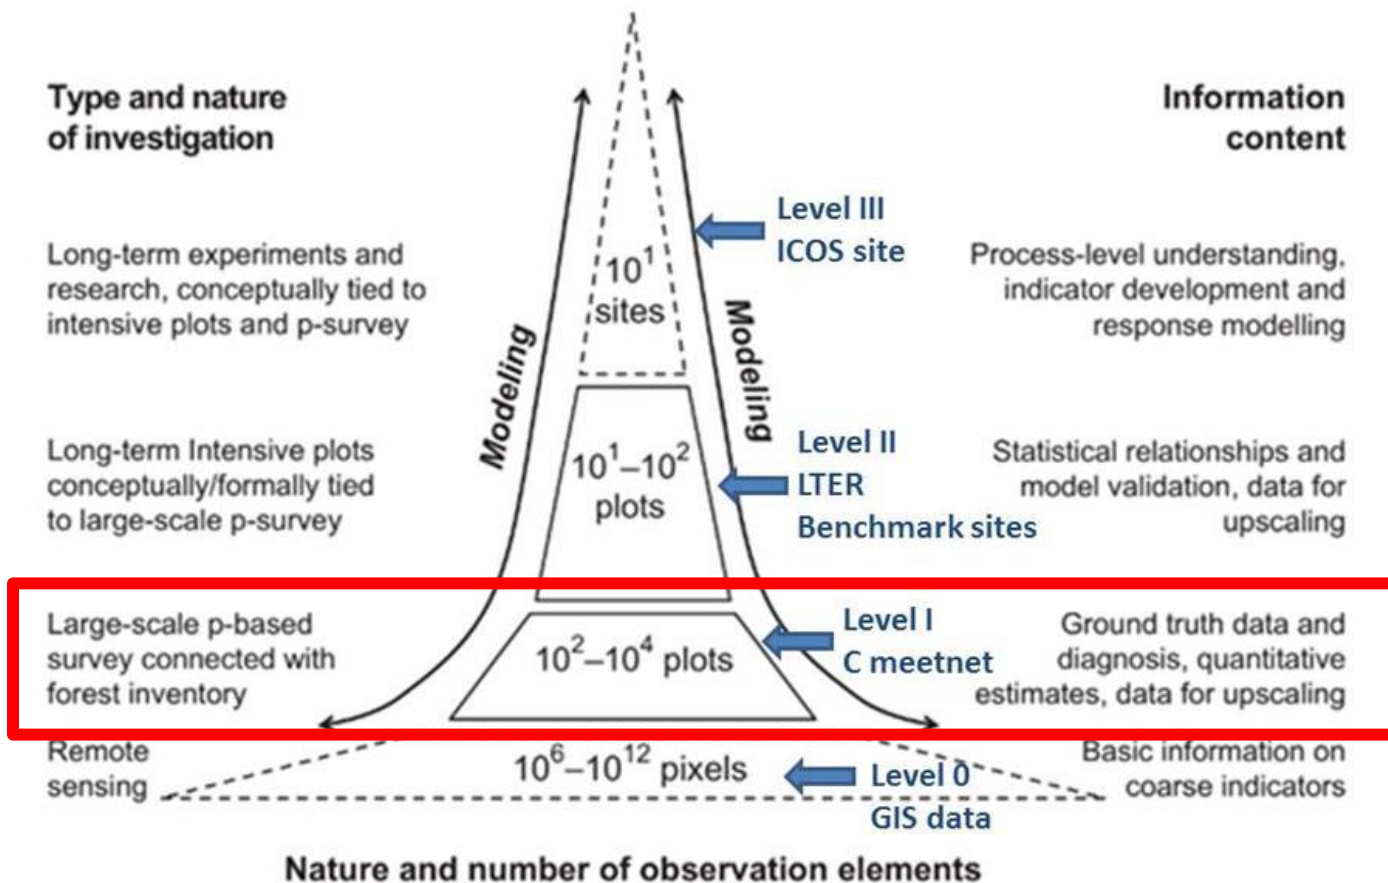 Type and nature
of investigation
Information
content
Long-term experiments and
research, conceptually tied to
intensive plots and p-survey
10¹
sites
Level III
ICOS site
Process-level understanding,
indicator development and
response modelling
Modeling
Modeling
Long-term Intensive plots
conceptually/formally tied
to large-scale p-survey
10¹–10²
plots
Level II
LTER
Benchmark sites
Statistical relationships and
model validation, data for
upscaling
Large-scale p-based
survey connected with
forest inventory
10²–10⁴ plots
Level I
C meetnet
Ground truth data and
diagnosis, quantitative
estimates, data for upscaling
Remote
sensing
10⁶–10¹² pixels
Level 0
GIS data
Basic information on
coarse indicators
Nature and number of observation elements